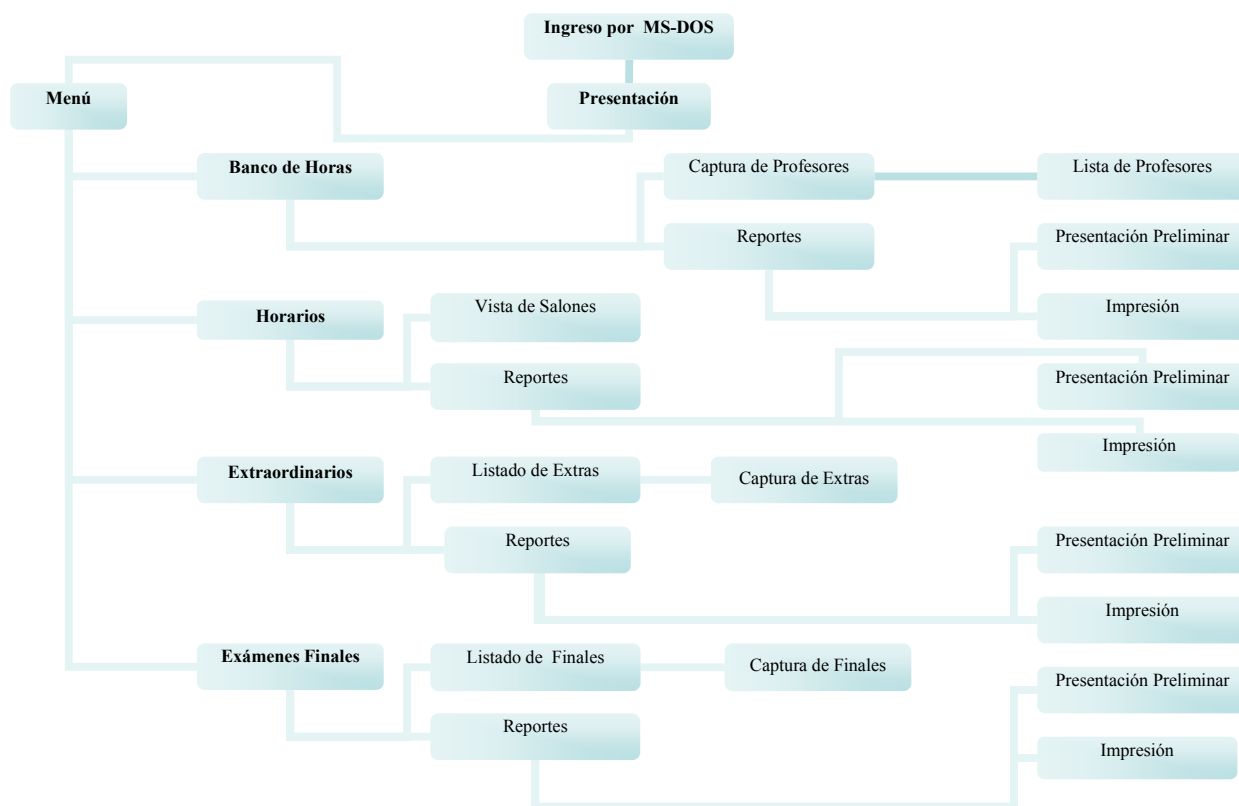 Ingreso por MS-DOS
Menú
Presentación
Banco de Horas
Captura de Profesores
Lista de Profesores
Reportes
Presentación Preliminar
Impresión
Horarios
Vista de Salones
Reportes
Presentación Preliminar
Impresión
Extraordinarios
Listado de Extras
Captura de Extras
Reportes
Presentación Preliminar
Impresión
Exámenes Finales
Listado de Finales
Captura de Finales
Reportes
Presentación Preliminar
Impresión